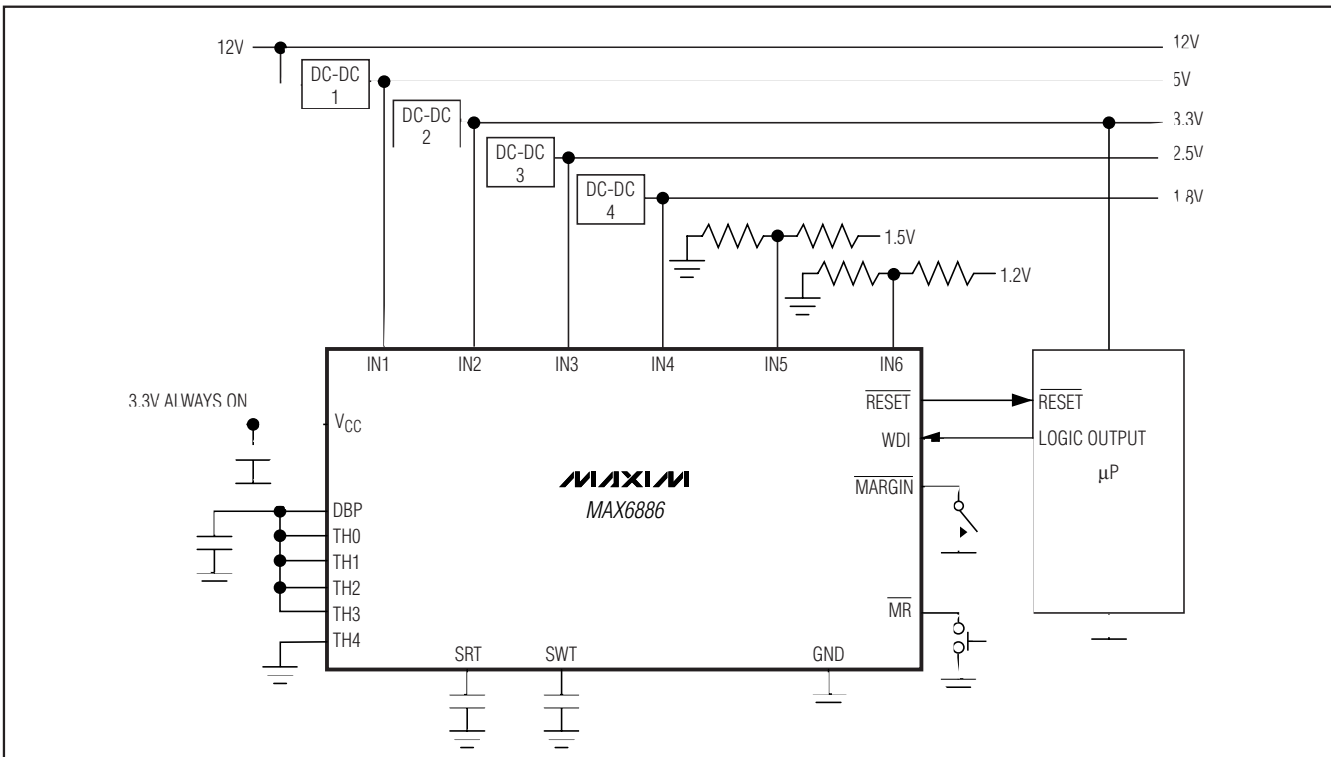 12V
12V
DC-DC
1
5V
DC-DC
2
3.3V
DC-DC
3
2.5V
DC-DC
4
1.8V
1.5V
1.2V
IN1
IN2
IN3
IN4
IN5
IN6
3.3V ALWAYS ON
VCC
RESET
RESET
WDI
LOGIC OUTPUT
µP
MAXIM
MAX6886
MARGIN
DBP
TH0
TH1
TH2
TH3
MR
TH4
SRT
SWT
GND